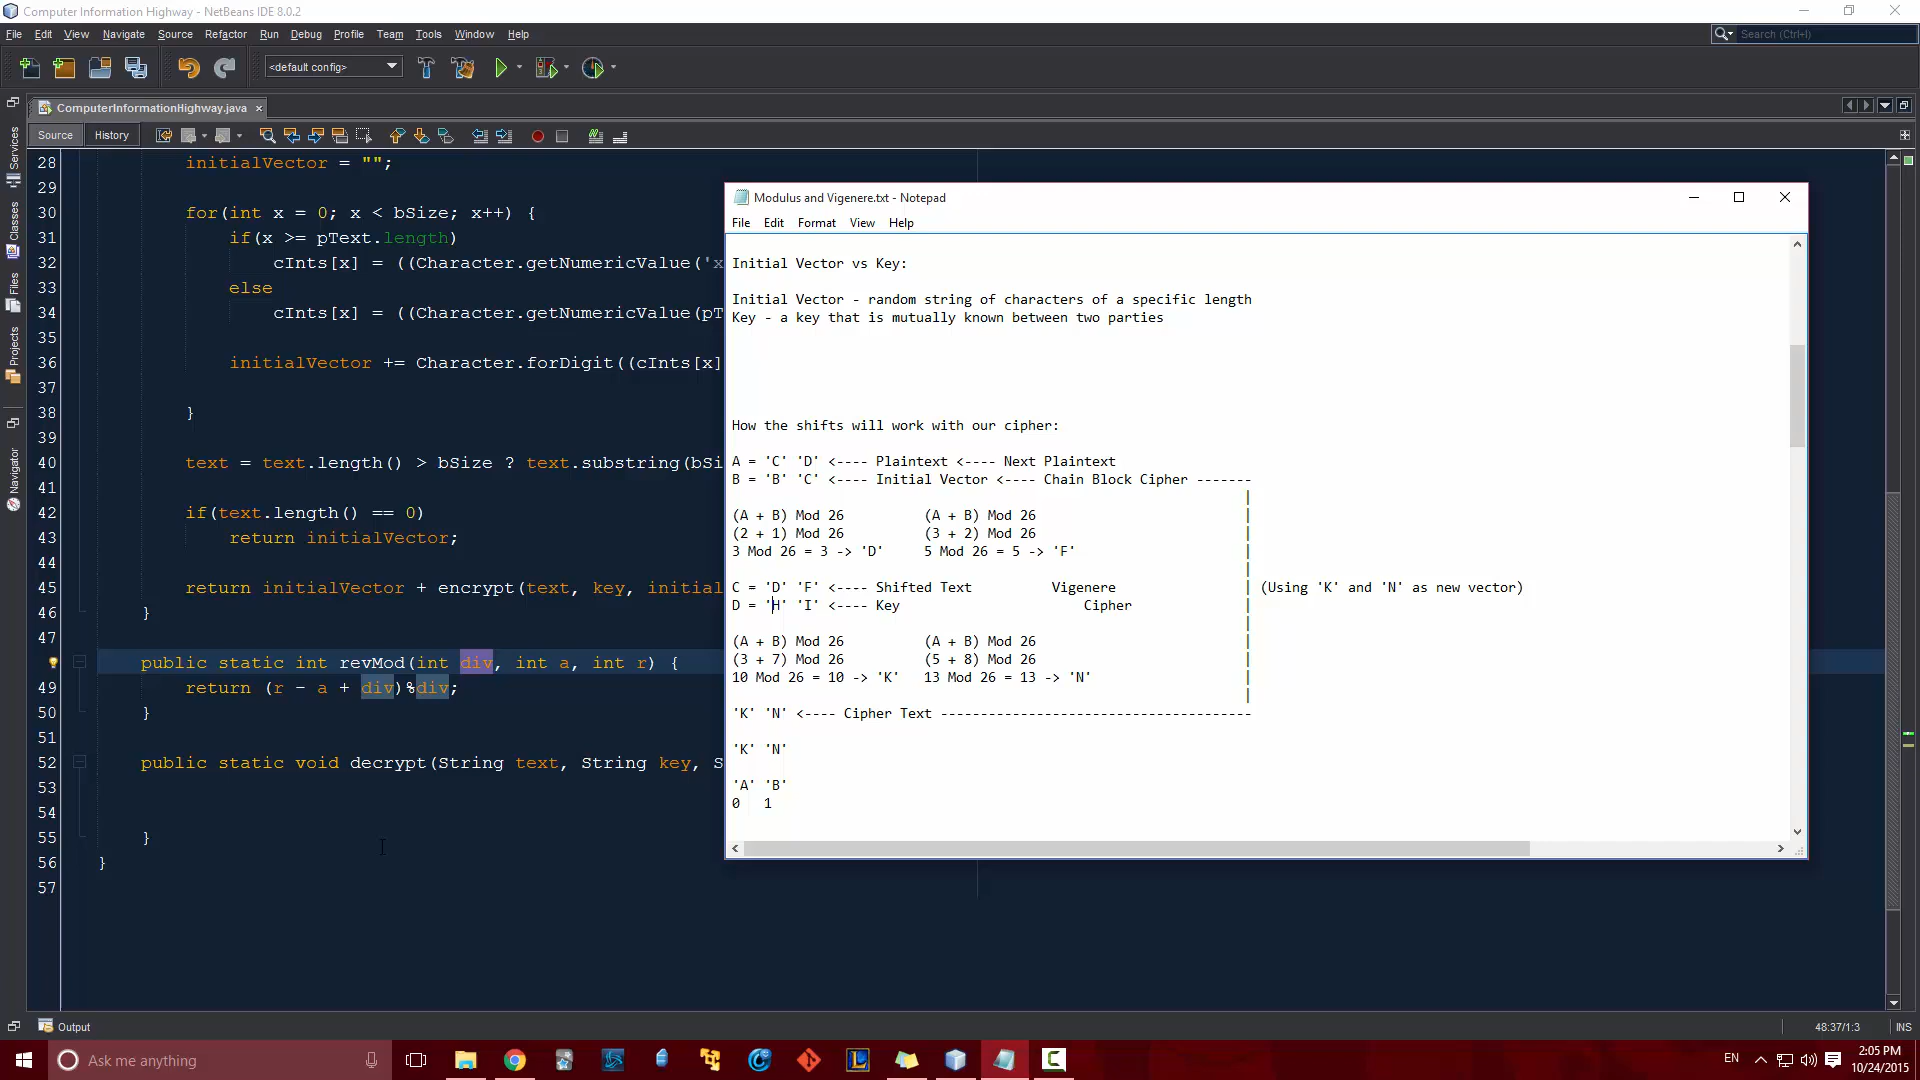 Computer Information Highway - NetBeans IDE 8.0.2
File Edit View Navigate Source Refactor Run Debug Profile Team Tools Window Help
Search (Ctrl+I)
<default config>
ComputerInformationHighway.java
Source History
Services
Classes
Files
Projects
Navigator
28 initialVector = "";
29
30 for(int x = 0; x < bSize; x++) {
31 if(x >= pText.length)
32 cInts[x] = ((Character.getNumericValue('x
33 else
34 cInts[x] = ((Character.getNumericValue(pT
35
36 initialVector += Character.forDigit((cInts[x]
37
38 }
39
40 text = text.length() > bSize ? text.substring(bSi
41
42 if(text.length() == 0)
43 return initialVector;
44
45 return initialVector + encrypt(text, key, initial
46 }
47
public static int revMod(int div, int a, int r) {
49 return (r - a + div)%div;
50 }
51
52 public static void decrypt(String text, String key, S
53
54
55 }
56 }
57
Modulus and Vigenere.txt - Notepad
File Edit Format View Help
Initial Vector vs Key:
Initial Vector - random string of characters of a specific length
Key - a key that is mutually known between two parties
How the shifts will work with our cipher:
A = 'C' 'D' <---- Plaintext <---- Next Plaintext
B = 'B' 'C' <---- Initial Vector <---- Chain Block Cipher -------
|
(A + B) Mod 26 (A + B) Mod 26 |
(2 + 1) Mod 26 (3 + 2) Mod 26 |
3 Mod 26 = 3 -> 'D' 5 Mod 26 = 5 -> 'F' |
|
C = 'D' 'F' <---- Shifted Text Vigenere | (Using 'K' and 'N' as new vector)
D = 'H' 'I' <---- Key Cipher |
|
(A + B) Mod 26 (A + B) Mod 26 |
(3 + 7) Mod 26 (5 + 8) Mod 26 |
10 Mod 26 = 10 -> 'K' 13 Mod 26 = 13 -> 'N' |
|
'K' 'N' <---- Cipher Text ---------------------------------------
'K' 'N'
'A' 'B'
0 1
Output
48:37/1:3 INS
Ask me anything
EN
2:05 PM
10/24/2015